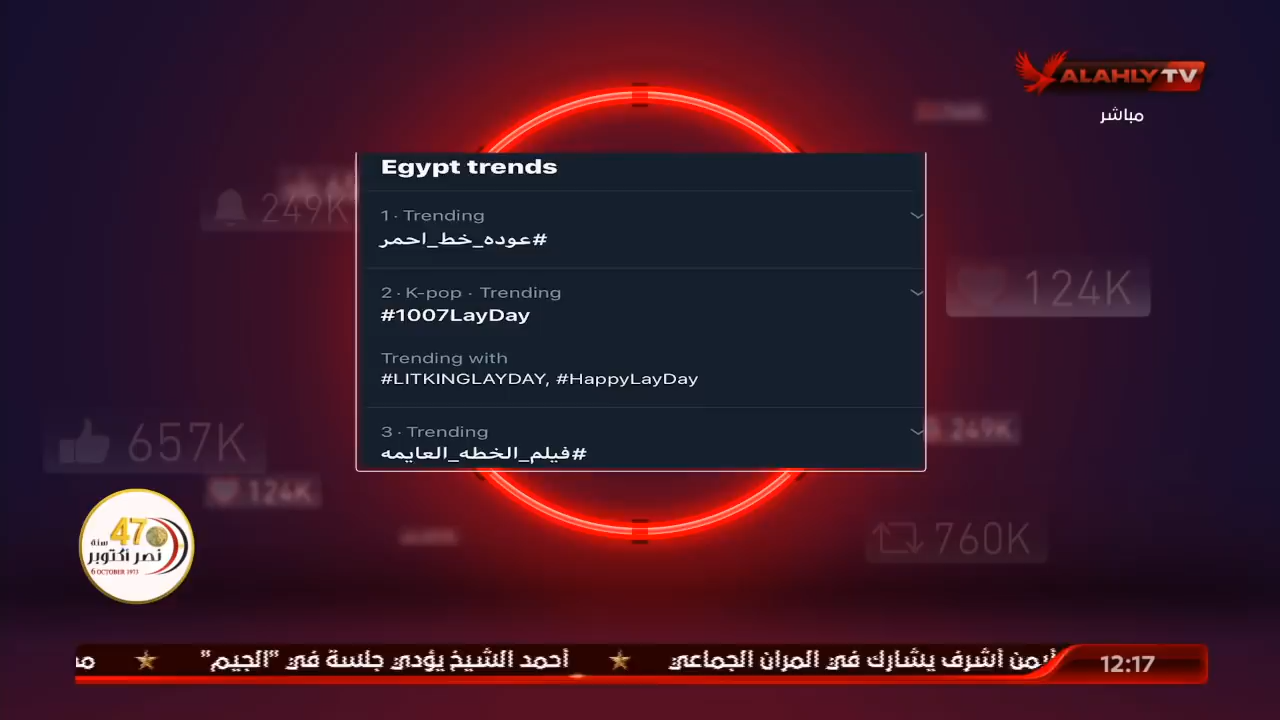 ALAHLY TV
مباشر
Egypt trends
1 · Trending
#عوده_خط_احمر
2 · K-pop · Trending
#1007LayDay
Trending with
#LITKINGLAYDAY, #HappyLayDay
3 · Trending
#فيلم_الخطه_العايمه
249K
124K
657K
249K
124K
760K
47
سنة
نصر أكتوبر
6 OCTOBER 1973
12:17
أيمن أشرف يشارك في المران الجماعي
أحمد الشيخ يؤدي جلسة في "الجيم"